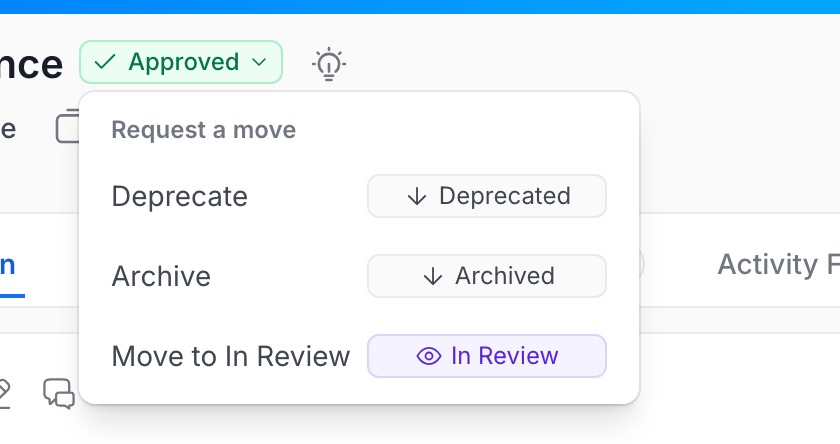 nce Approved
e
Request a move
Deprecate Deprecated
n Activity F
Archive Archived
Move to In Review In Review